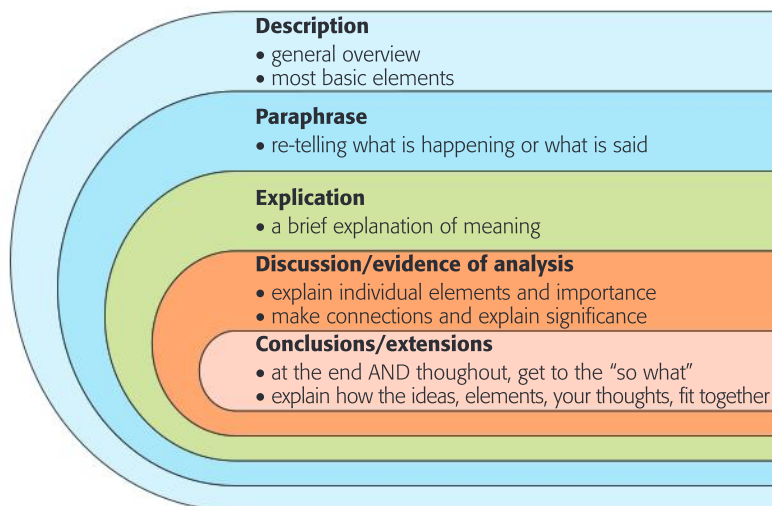 Description
• general overview
• most basic elements
Paraphrase
• re-telling what is happening or what is said
Explication
• a brief explanation of meaning
Discussion/evidence of analysis
• explain individual elements and importance
• make connections and explain significance
Conclusions/extensions
• at the end AND thoughout, get to the “so what”
• explain how the ideas, elements, your thoughts, fit together